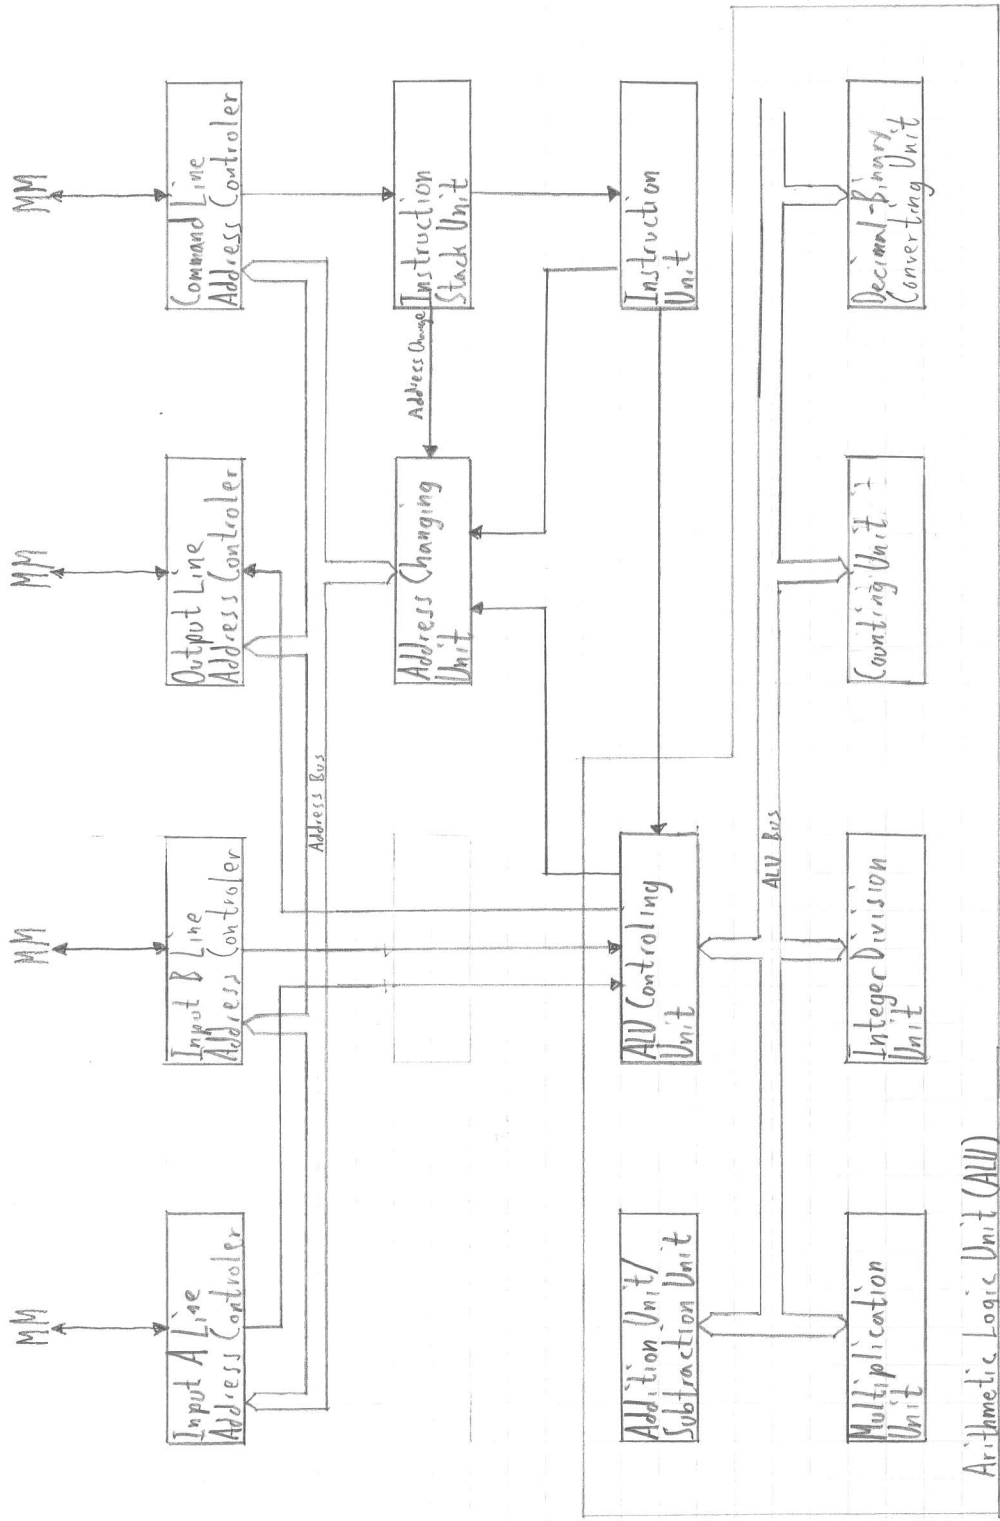 MM
MM
MM
MM
Input A Line
Address Controler
Input B Line
Address Controler
Output Line
Address Controler
Command Line
Address Controler
Address Bus
Address Changing
Unit
Address Change
Instruction
Stack Unit
ALU Controling
Unit
Instruction
Unit
Addition Unit/
Subtraction Unit
ALU Bus
Multiplication
Unit
Integer Division
Unit
Counting Unit
Decimal-Binary
Converting Unit
Arithmetic Logic Unit (ALU)